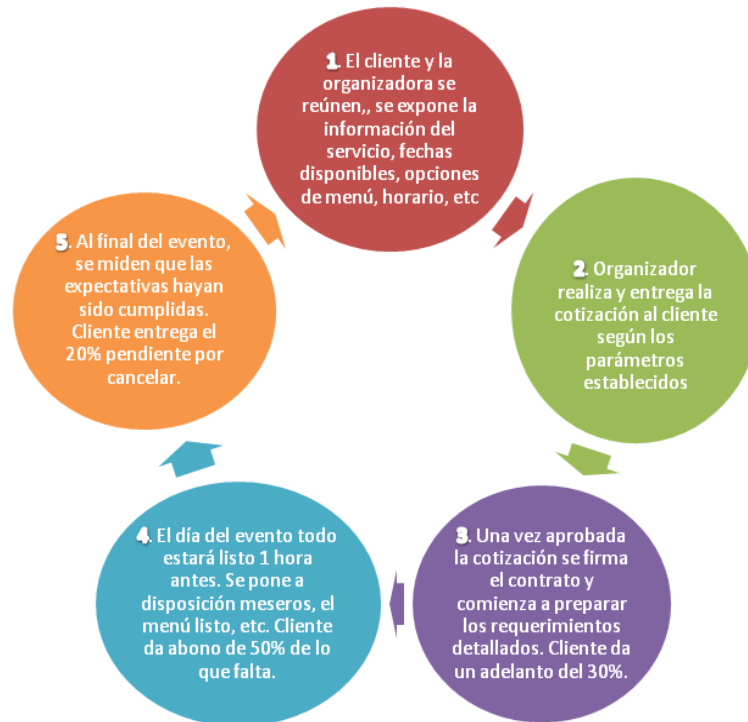 1. El cliente y la
organizadora se
reúnen,, se expone la
información del
servicio, fechas
disponibles, opciones
de menú, horario, etc
2. Organizador
realiza y entrega la
cotización al cliente
según los
parámetros
establecidos
3. Una vez aprobada
la cotización se firma
el contrato y
comienza a preparar
los requerimientos
detallados. Cliente da
un adelanto del 30%.
4. El día del evento todo
estará listo 1 hora
antes. Se pone a
disposición meseros, el
menú listo, etc. Cliente
da abono de 50% de lo
que falta.
5. Al final del evento,
se miden que las
expectativas hayan
sido cumplidas.
Cliente entrega el
20% pendiente por
cancelar.